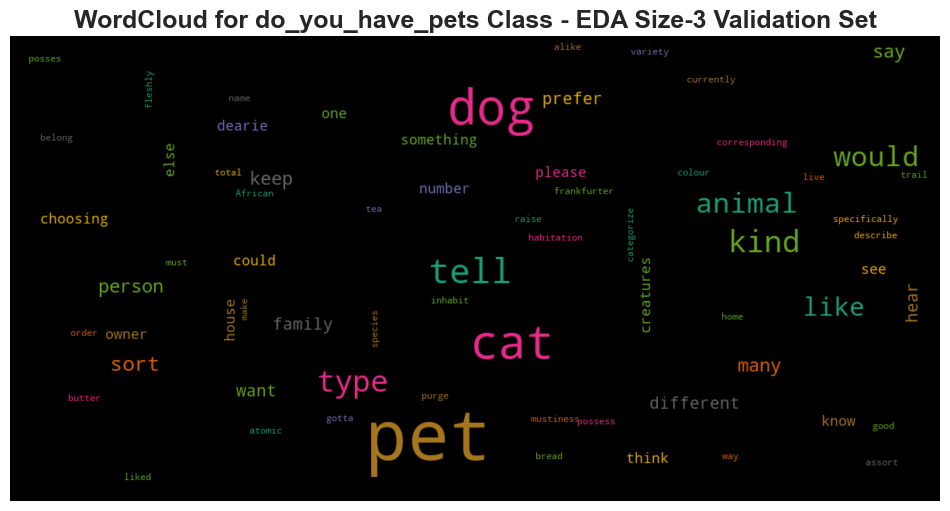 WordCloud for do_you_have_pets Class - EDA Size-3 Validation Set
alike
variety
say
posses
fleshly
currently
name
dog
prefer
one
dearie
belong
something
corresponding
else
would
total
keep
please
colour
live
trail
African
number
frankfurter
tea
animal
choosing
raise
specifically
habitation
categorize
describe
kind
must
could
tell
see
person
creatures
inhabit
hear
house
make
like
home
family
species
order
owner
cat
sort
many
type
want
purge
butter
different
gotta
mustiness
possess
know
good
atomic
pet
bread
think
way
assort
liked